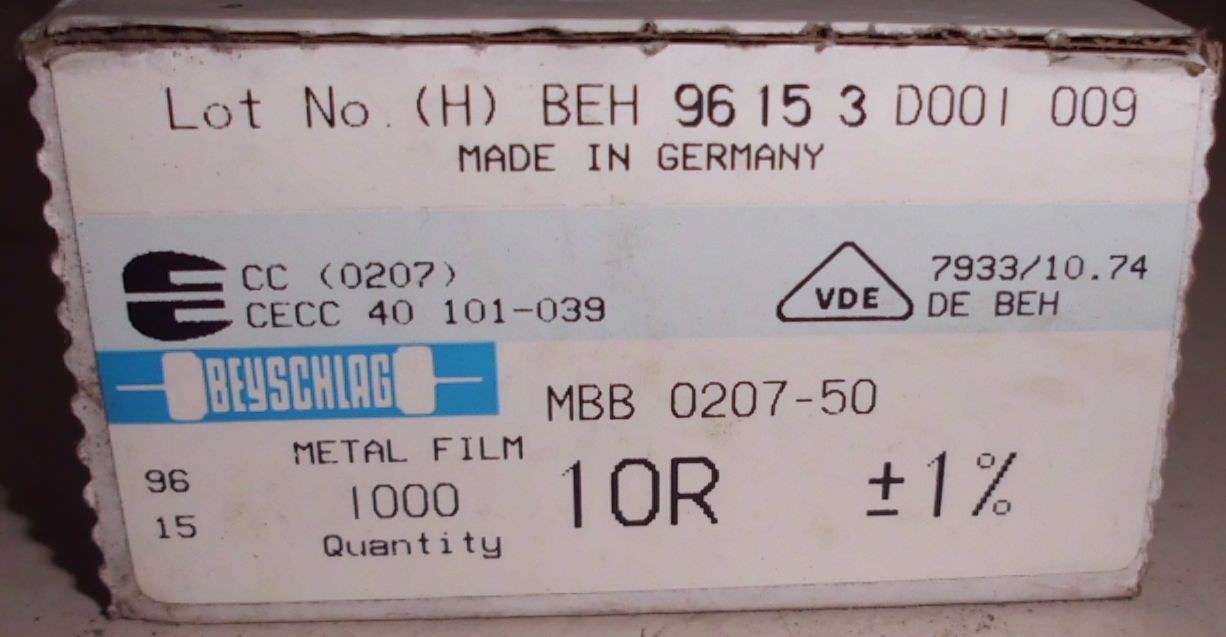 Lot No. (H) BEH 96 15 3 D001 009
MADE IN GERMANY
CC (0207)
CECC 40 101-039
VDE
7933/10.74
DE BEH
BEYSCHLAG
MBB 0207-50
METAL FILM
96
15
1000
Quantity
10R ±1%